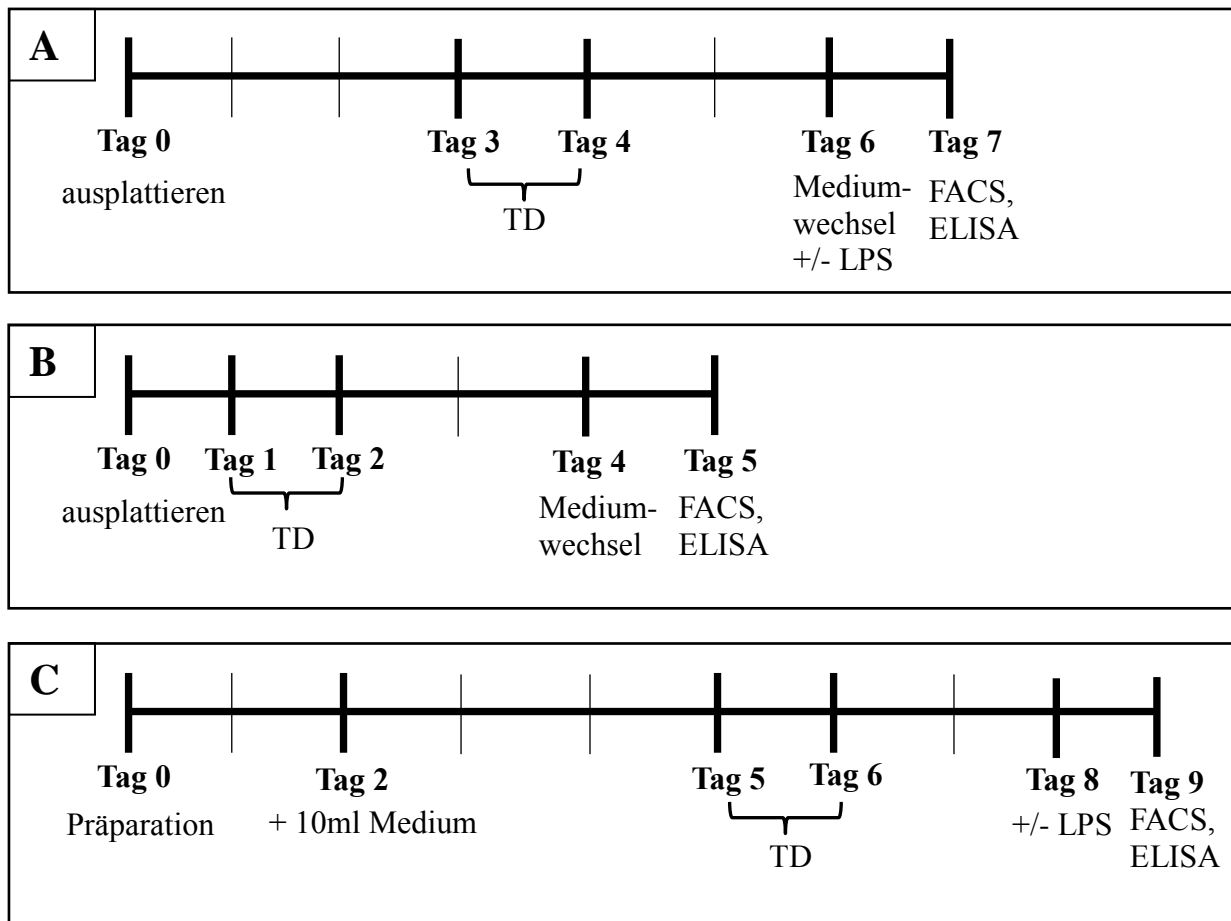 A
Tag 0 Tag 3 Tag 4 Tag 6 Tag 7
ausplattieren
TD
Medium-
wechsel
+/- LPS
FACS,
ELISA
B
Tag 0 Tag 1 Tag 2 Tag 4 Tag 5
ausplattieren
TD
Medium-
wechsel
FACS,
ELISA
C
Tag 0 Tag 2 Tag 5 Tag 6 Tag 8 Tag 9
Präparation
+ 10ml Medium
TD
+/- LPS
FACS,
ELISA